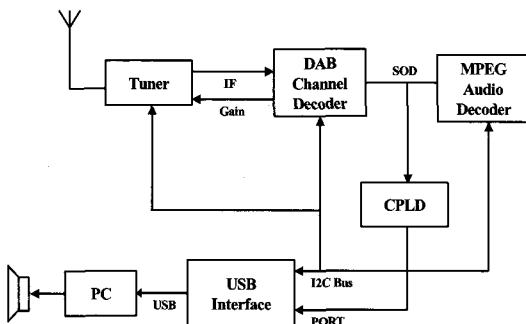 Tuner
IF
Gain
DAB
Channel
Decoder
SOD
MPEG
Audio
Decoder
CPLD
I2C Bus
PORT
USB
Interface
USB
PC